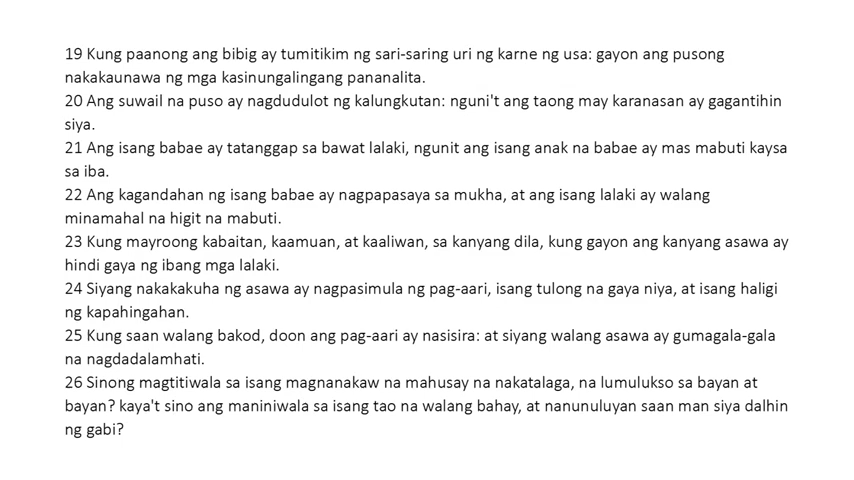 19 Kung paanong ang bibig ay tumitikim ng sari-saring uri ng karne ng usa: gayon ang pusong
nakakaunawa ng mga kasinungalingang pananalita.
20 Ang suwail na puso ay nagdudulot ng kalungkutan: nguni't ang taong may karanasan ay gagantihin
siya.
21 Ang isang babae ay tatanggap sa bawat lalaki, ngunit ang isang anak na babae ay mas mabuti kaysa
sa iba.
22 Ang kagandahan ng isang babae ay nagpapasaya sa mukha, at ang isang lalaki ay walang
minamahal na higit na mabuti.
23 Kung mayroong kabaitan, kaamuan, at kaaliwan, sa kanyang dila, kung gayon ang kanyang asawa ay
hindi gaya ng ibang mga lalaki.
24 Siyang nakakakuha ng asawa ay nagpasimula ng pag-aari, isang tulong na gaya niya, at isang haligi
ng kapahingahan.
25 Kung saan walang bakod, doon ang pag-aari ay nasisira: at siyang walang asawa ay gumagala-gala
na nagdadalamhati.
26 Sinong magtitiwala sa isang magnanakaw na mahusay na nakatalaga, na lumulukso sa bayan at
bayan? kaya't sino ang maniniwala sa isang tao na walang bahay, at nanunuluyan saan man siya dalhin
ng gabi?